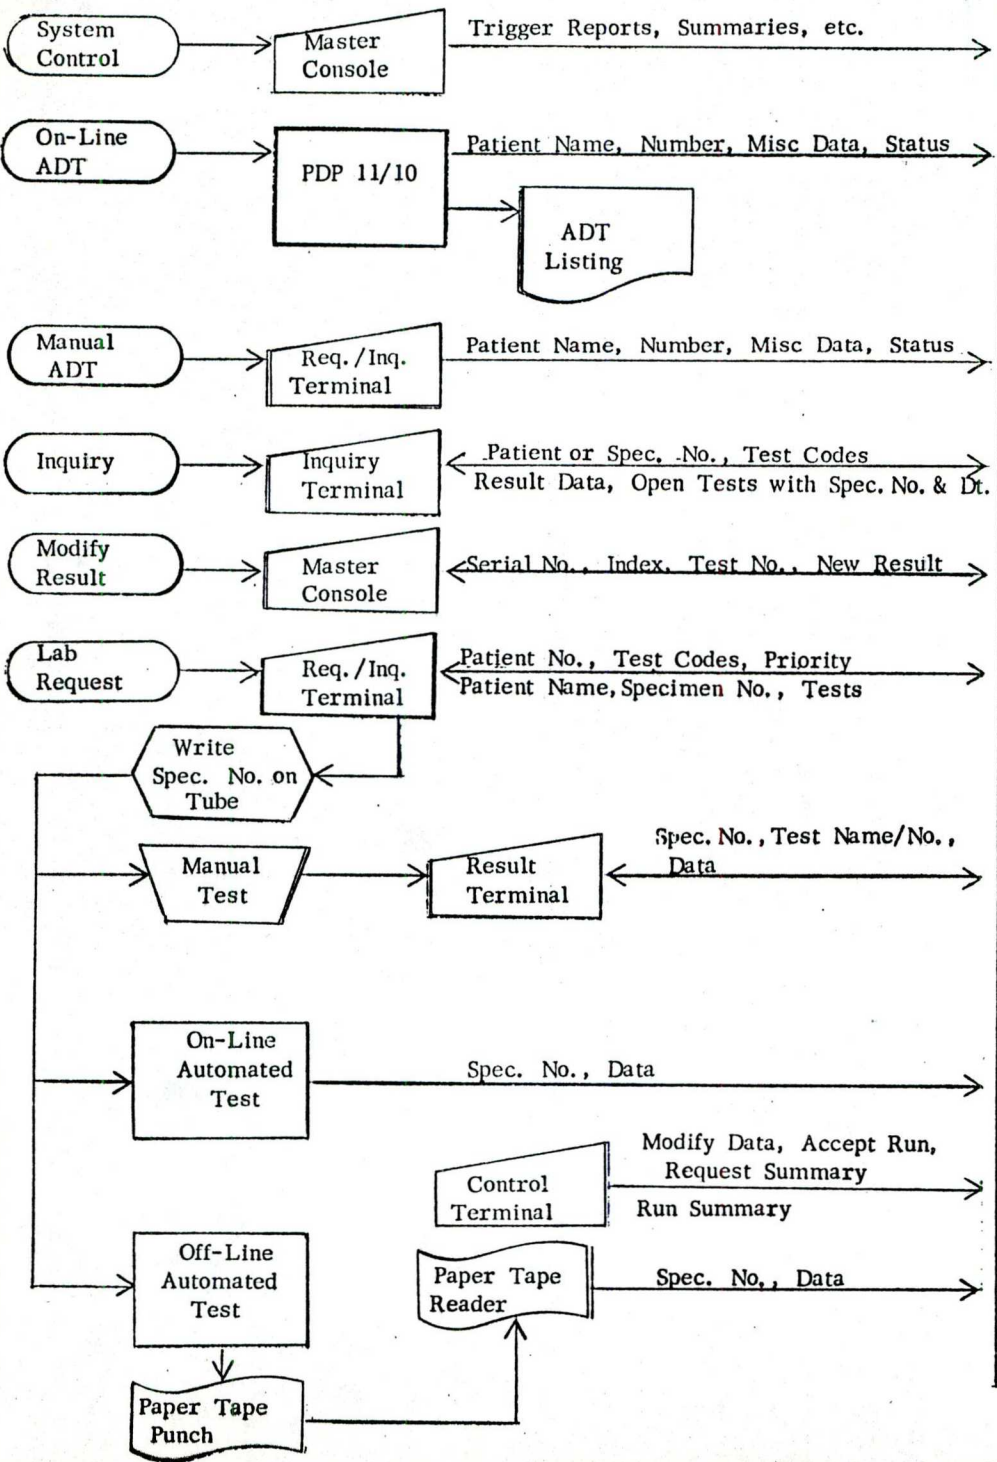 System
Control
Master
Console
Trigger Reports, Summaries, etc.
On-Line
ADT
PDP 11/10
Patient Name, Number, Misc Data, Status
ADT
Listing
Manual
ADT
Req./Inq.
Terminal
Patient Name, Number, Misc Data, Status
Inquiry
Inquiry
Terminal
Patient or Spec. No., Test Codes
Result Data, Open Tests with Spec. No. & Dt.
Modify
Result
Master
Console
Serial No., Index, Test No., New Result
Lab
Request
Req./Inq.
Terminal
Patient No., Test Codes, Priority
Patient Name, Specimen No., Tests
Write
Spec. No. on
Tube
Manual
Test
Result
Terminal
Spec. No., Test Name/No.,
Data
On-Line
Automated
Test
Spec. No., Data
Control
Terminal
Modify Data, Accept Run,
Request Summary
Run Summary
Off-Line
Automated
Test
Paper Tape
Reader
Spec. No., Data
Paper Tape
Punch